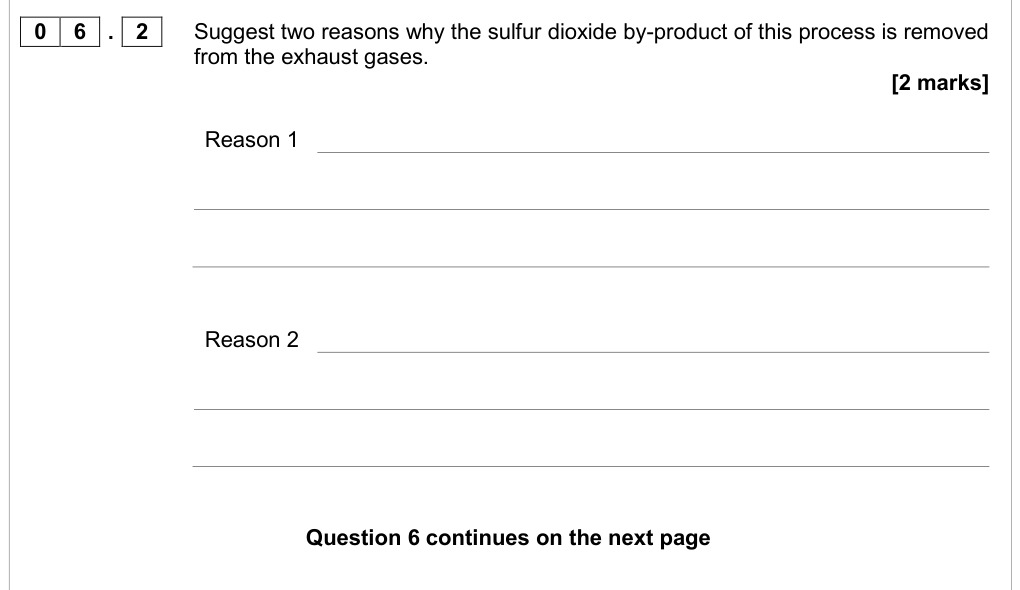 0 6 . 2 Suggest two reasons why the sulfur dioxide by-product of this process is removed
from the exhaust gases.
[2 marks]
Reason 1
Reason 2
Question 6 continues on the next page